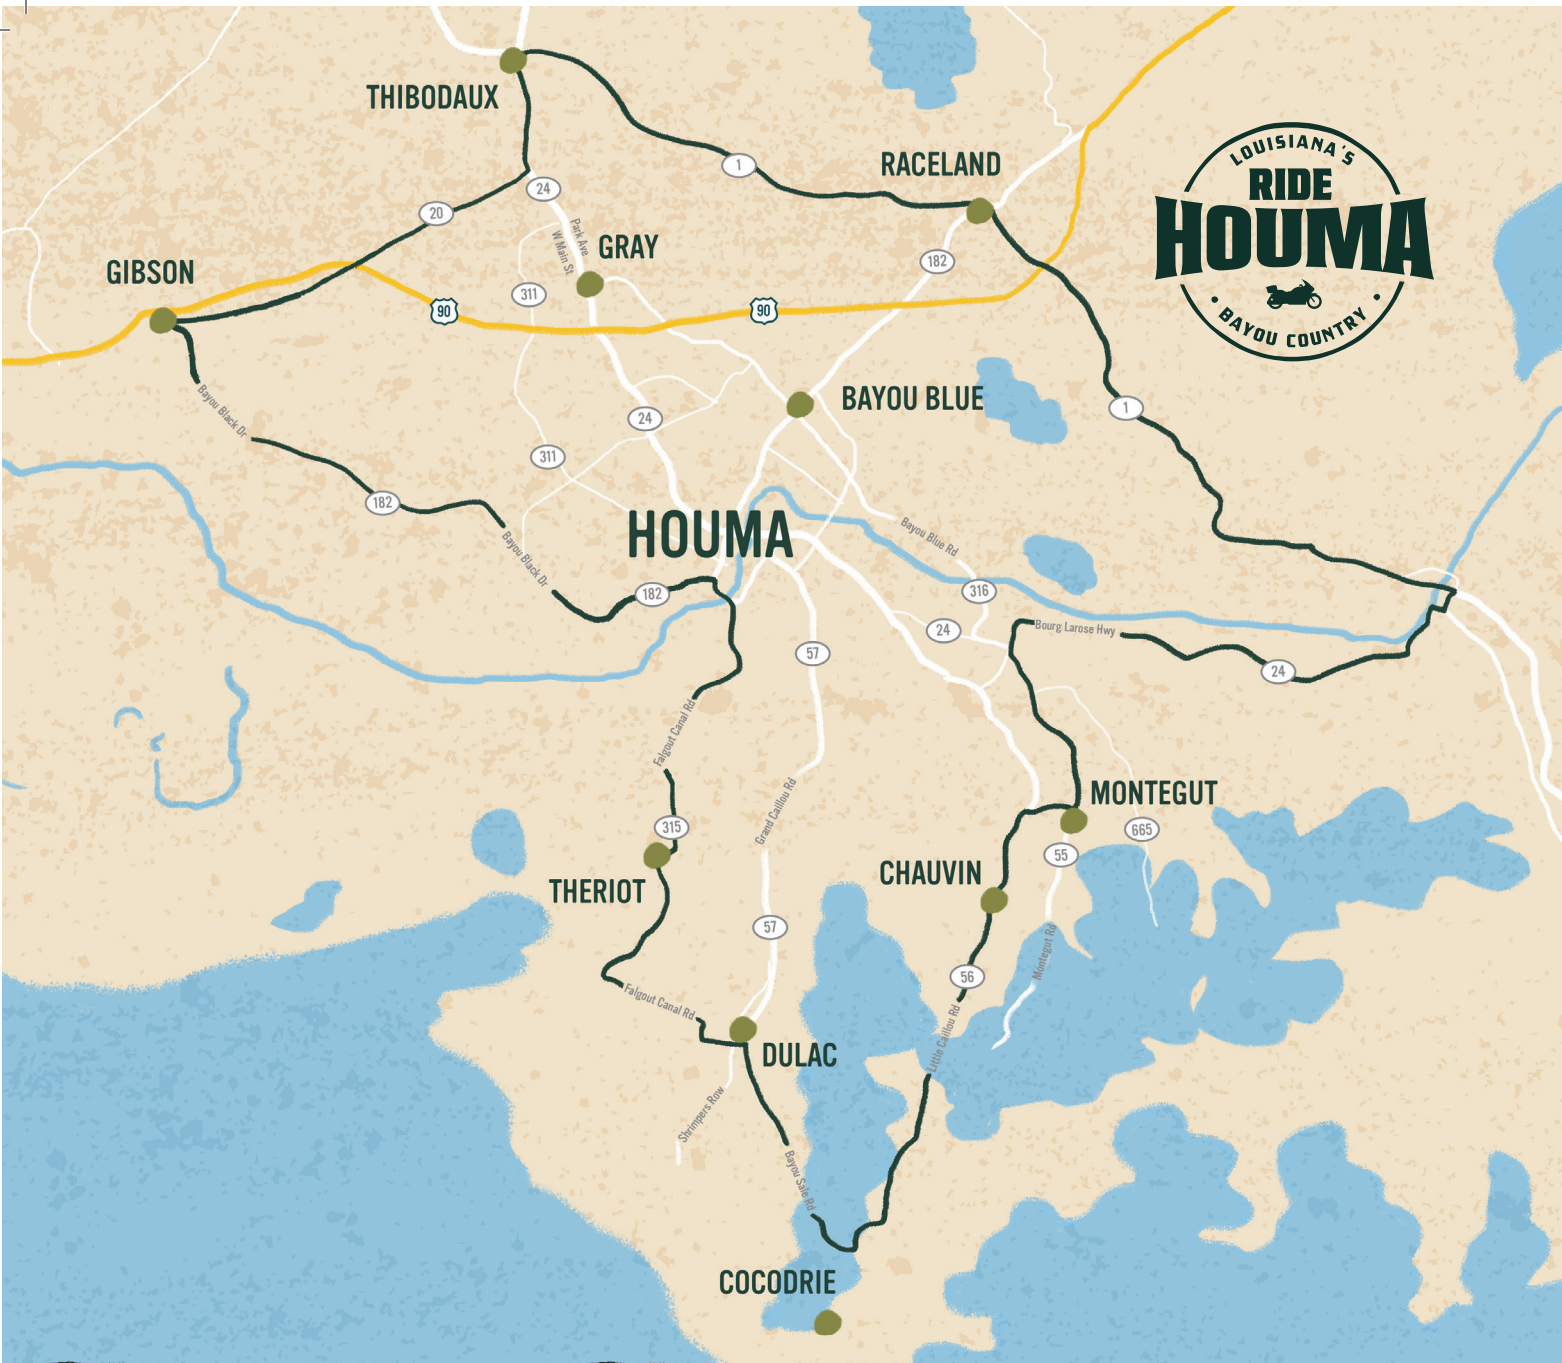 THIBODAUX
1
RACELAND
LOUISIANA'S
RIDE
HOUMA
BAYOU COUNTRY
24
20
Park Ave
W Main St
GRAY
182
GIBSON
311
90
90
Bayou Black Dr
BAYOU BLUE
24
1
311
182
HOUMA
Bayou Blue Rd
Bayou Black Dr
182
316
24
Bourg Larose Hwy
57
24
Falgout Canal Rd
Grand Caillou Rd
MONTEGUT
315
665
55
THERIOT
CHAUVIN
57
Montegut Rd
56
Falgout Canal Rd
Little Caillou Rd
DULAC
Shrimpers Row
Bayou Sale Rd
COCODRIE